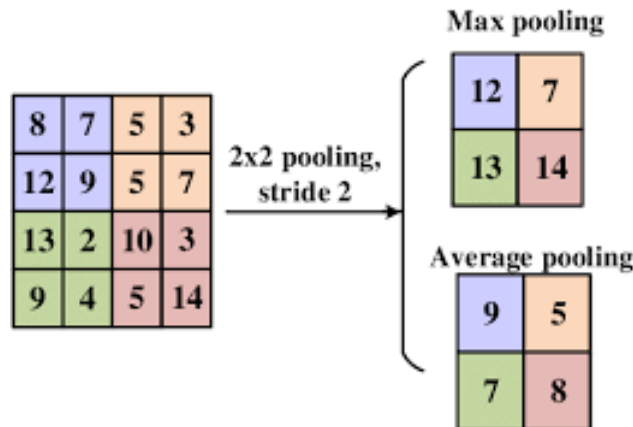 Max pooling
12 7
13 14
8 7 5 3
12 9 5 7
13 2 10 3
9 4 5 14
2x2 pooling,
stride 2
Average pooling
9 5
7 8